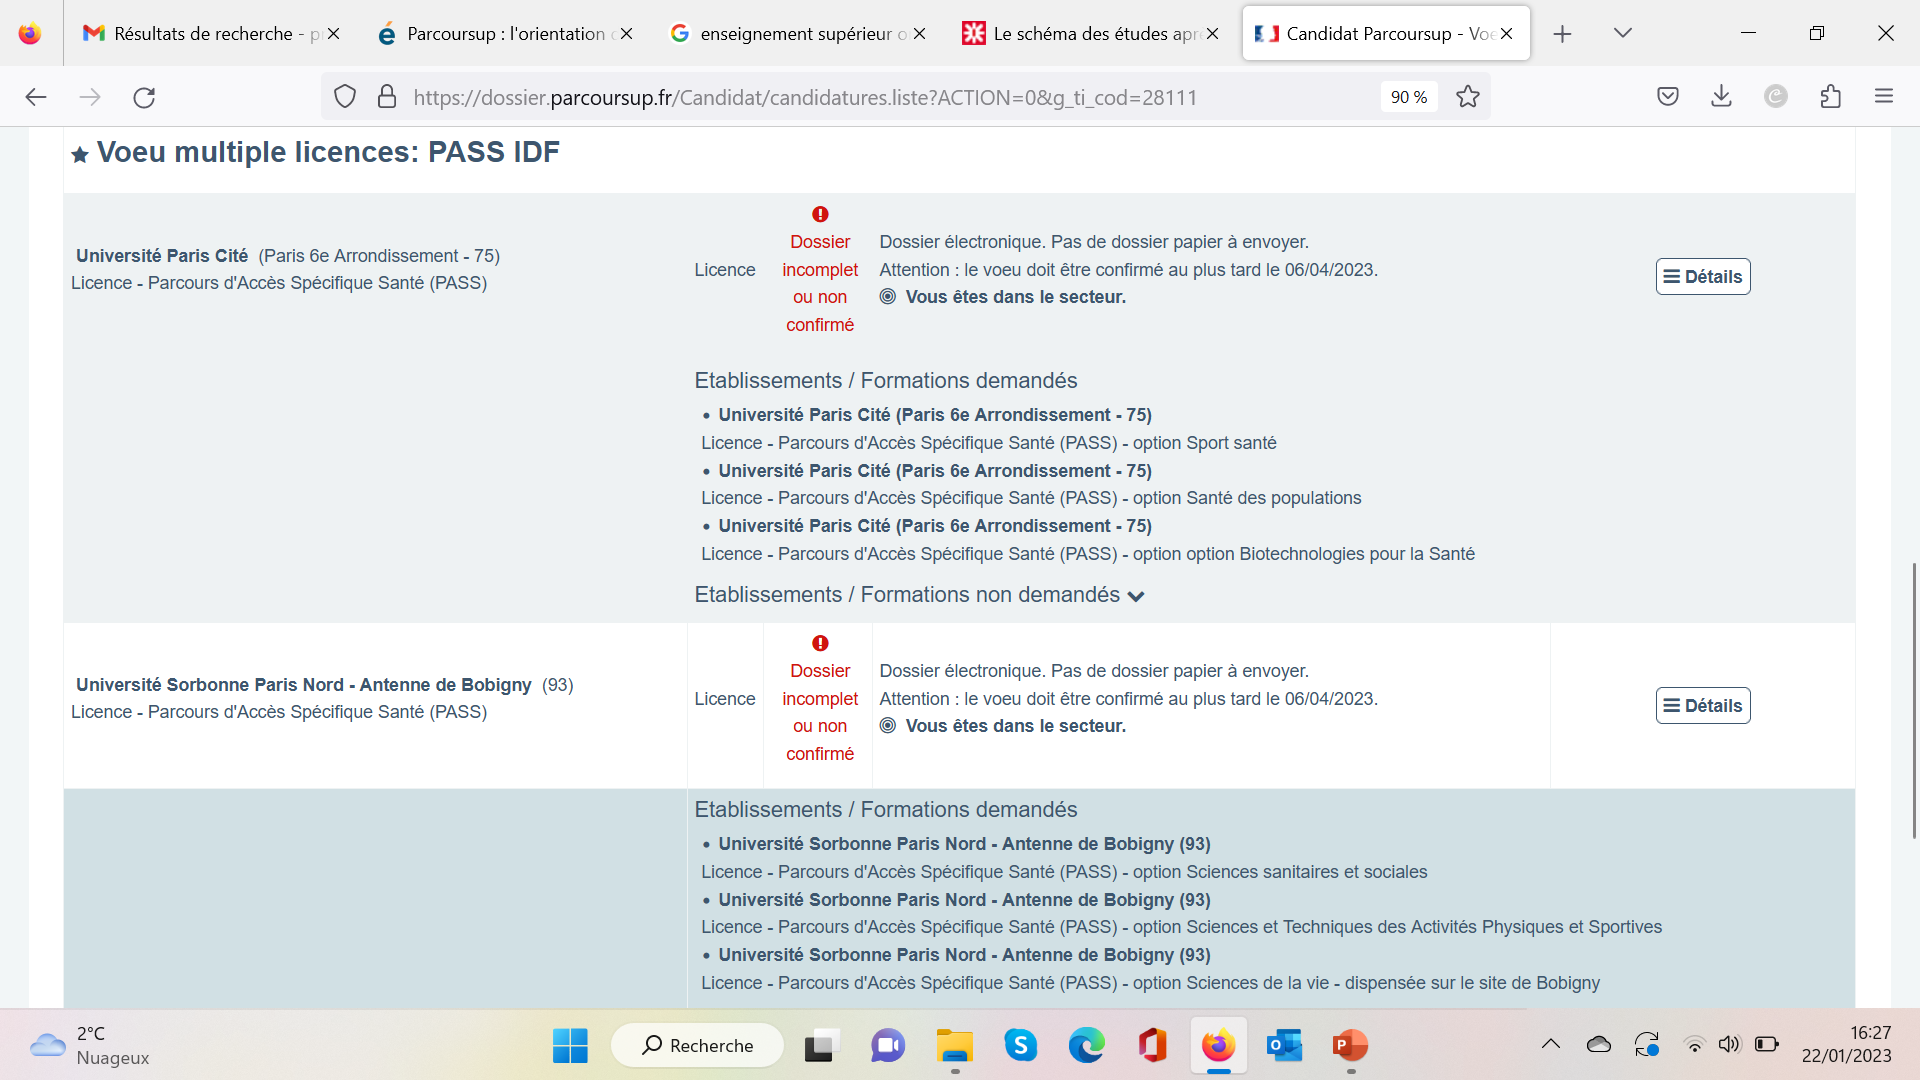 Résultats de recherche - p
Parcoursup : l'orientation
enseignement supérieur o
Le schéma des études apr
Candidat Parcoursup - Voe
https://dossier.parcoursup.fr/Candidat/candidatures.liste?ACTION=0&g_ti_cod=28111
90 %
Voeu multiple licences: PASS IDF
Université Paris Cité (Paris 6e Arrondissement - 75)
Licence - Parcours d'Accès Spécifique Santé (PASS)
Licence
Dossier
incomplet
ou non
confirmé
Dossier électronique. Pas de dossier papier à envoyer.
Attention : le voeu doit être confirmé au plus tard le 06/04/2023.
Vous êtes dans le secteur.
Détails
Etablissements / Formations demandés
• Université Paris Cité (Paris 6e Arrondissement - 75)
Licence - Parcours d'Accès Spécifique Santé (PASS) - option Sport santé
• Université Paris Cité (Paris 6e Arrondissement - 75)
Licence - Parcours d'Accès Spécifique Santé (PASS) - option Santé des populations
• Université Paris Cité (Paris 6e Arrondissement - 75)
Licence - Parcours d'Accès Spécifique Santé (PASS) - option option Biotechnologies pour la Santé
Etablissements / Formations non demandés
Université Sorbonne Paris Nord - Antenne de Bobigny (93)
Licence - Parcours d'Accès Spécifique Santé (PASS)
Licence
Dossier
incomplet
ou non
confirmé
Dossier électronique. Pas de dossier papier à envoyer.
Attention : le voeu doit être confirmé au plus tard le 06/04/2023.
Vous êtes dans le secteur.
Détails
Etablissements / Formations demandés
• Université Sorbonne Paris Nord - Antenne de Bobigny (93)
Licence - Parcours d'Accès Spécifique Santé (PASS) - option Sciences sanitaires et sociales
• Université Sorbonne Paris Nord - Antenne de Bobigny (93)
Licence - Parcours d'Accès Spécifique Santé (PASS) - option Sciences et Techniques des Activités Physiques et Sportives
• Université Sorbonne Paris Nord - Antenne de Bobigny (93)
Licence - Parcours d'Accès Spécifique Santé (PASS) - option Sciences de la vie - dispensée sur le site de Bobigny
2°C
Nuageux
Recherche
16:27
22/01/2023